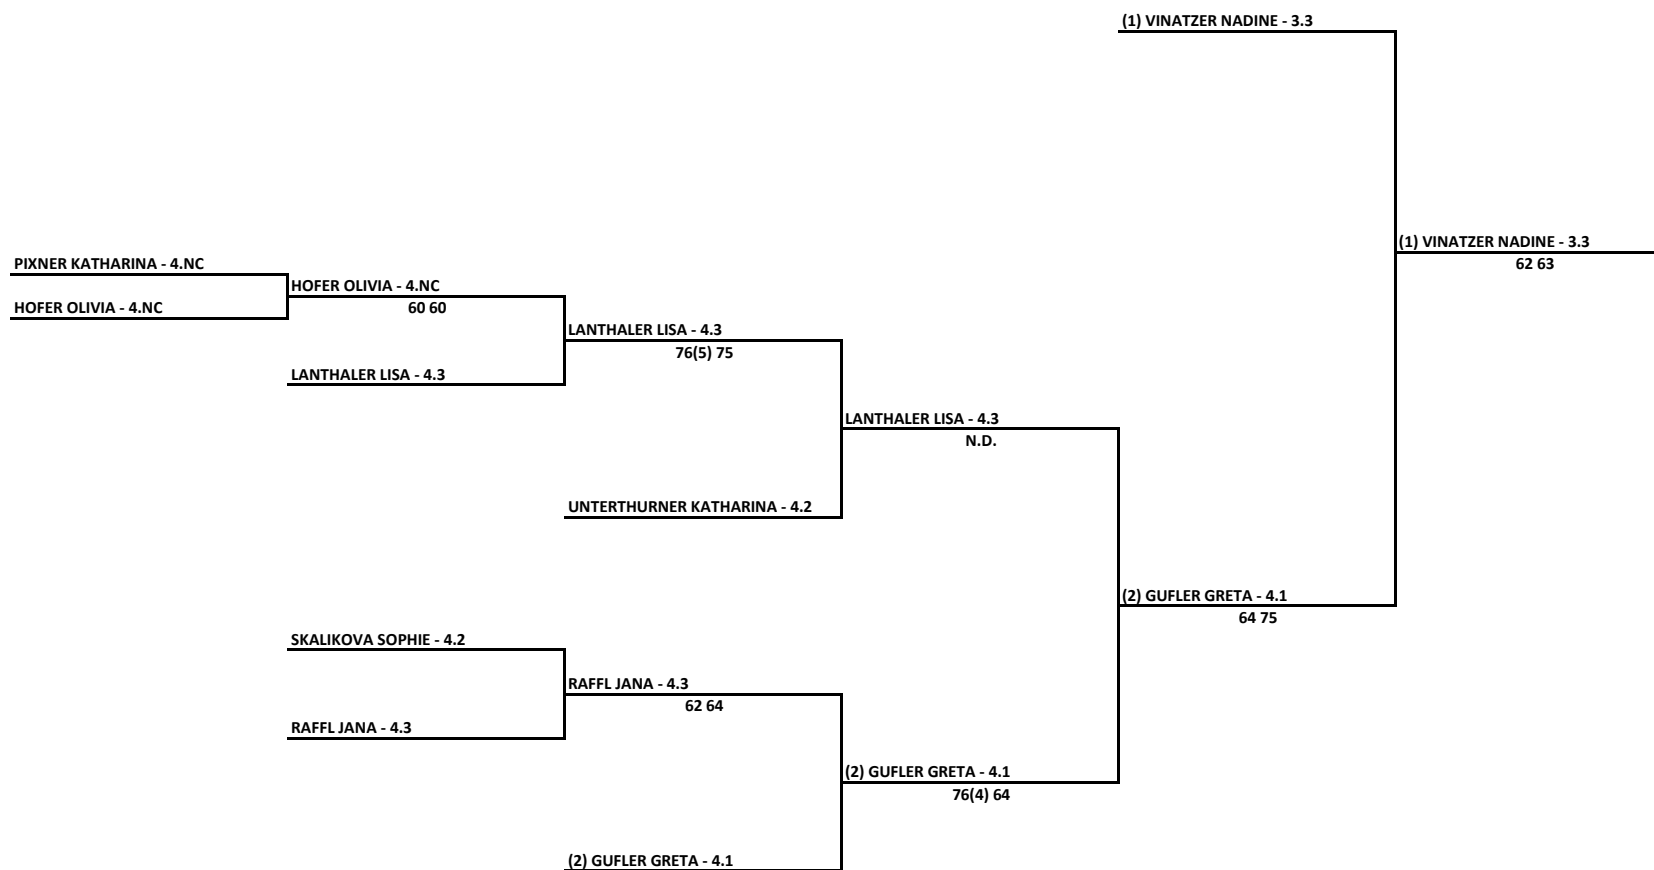 (1) VINATZER NADINE - 3.3
(1) VINATZER NADINE - 3.3
62 63
PIXNER KATHARINA - 4.NC
HOFER OLIVIA - 4.NC
60 60
HOFER OLIVIA - 4.NC
LANTHALER LISA - 4.3
76(5) 75
LANTHALER LISA - 4.3
LANTHALER LISA - 4.3
N.D.
UNTERTHURNER KATHARINA - 4.2
(2) GUFLER GRETA - 4.1
64 75
SKALIKOVA SOPHIE - 4.2
RAFFL JANA - 4.3
62 64
RAFFL JANA - 4.3
(2) GUFLER GRETA - 4.1
76(4) 64
(2) GUFLER GRETA - 4.1